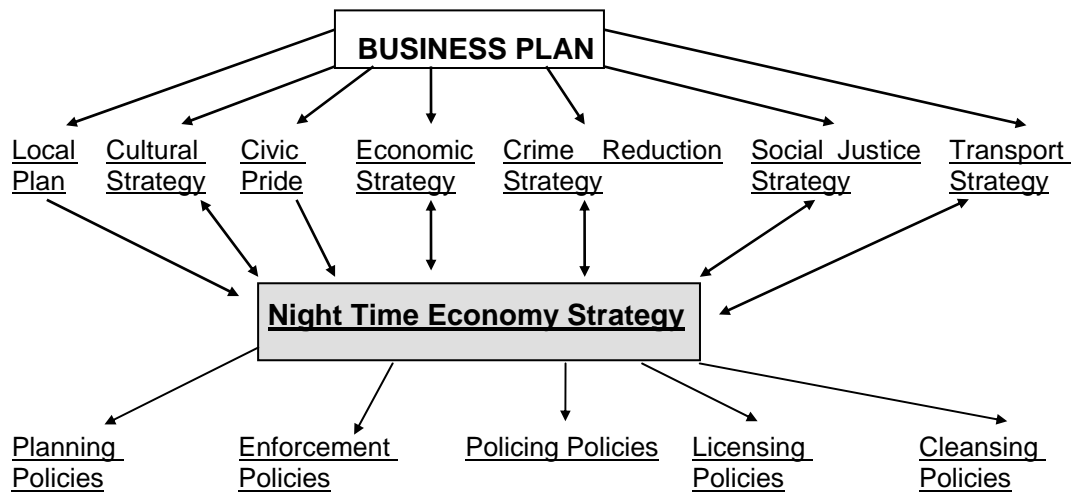 BUSINESS PLAN
Local Plan
Cultural Strategy
Civic Pride
Economic Strategy
Crime Reduction Strategy
Social Justice Strategy
Transport Strategy
Night Time Economy Strategy
Planning Policies
Enforcement Policies
Policing Policies
Licensing Policies
Cleansing Policies